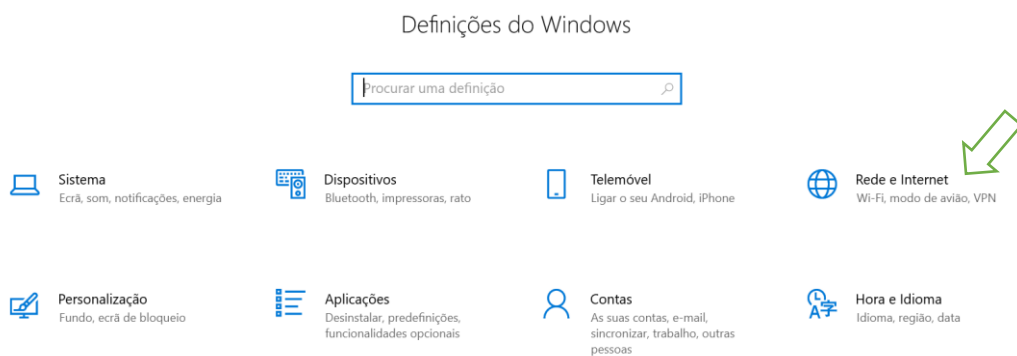 Definições do Windows
Procurar uma definição
Sistema
Ecrã, som, notificações, energia
Dispositivos
Bluetooth, impressoras, rato
Telemóvel
Ligar o seu Android, iPhone
Rede e Internet
Wi-Fi, modo de avião, VPN
Personalização
Fundo, ecrã de bloqueio
Aplicações
Desinstalar, predefinições,
funcionalidades opcionais
Contas
As suas contas, e-mail,
sincronizar, trabalho, outras
pessoas
Hora e Idioma
Idioma, região, data